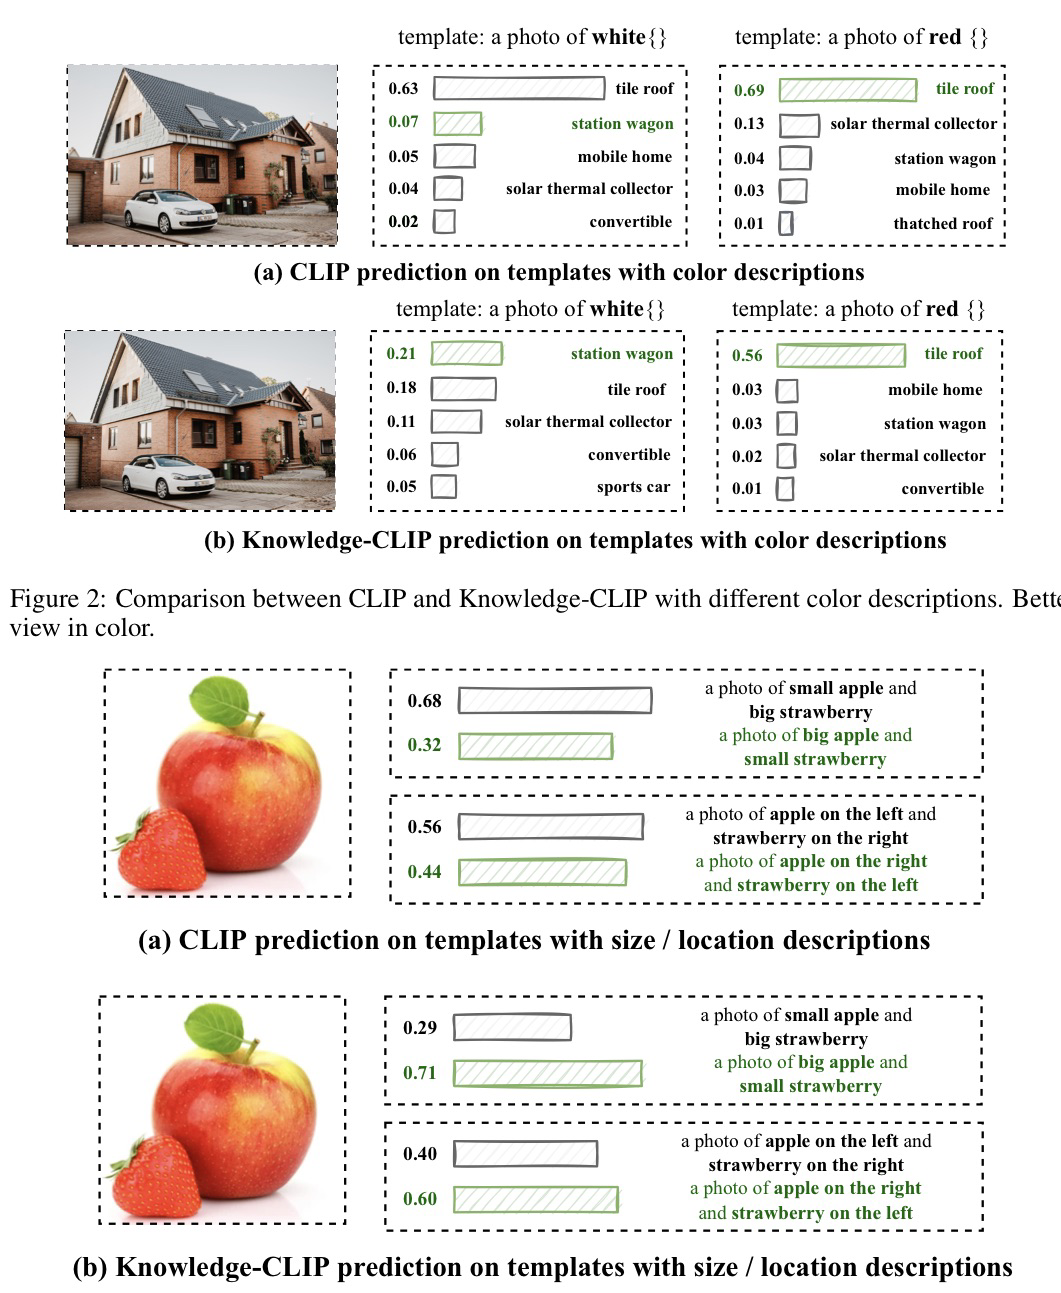 template: a photo of white{}
template: a photo of red {}
0.63 tile roof
0.07 station wagon
0.05 mobile home
0.04 solar thermal collector
0.02 convertible
0.69 tile roof
0.13 solar thermal collector
0.04 station wagon
0.03 mobile home
0.01 thatched roof
(a) CLIP prediction on templates with color descriptions
template: a photo of white{}
template: a photo of red {}
0.21 station wagon
0.18 tile roof
0.11 solar thermal collector
0.06 convertible
0.05 sports car
0.56 tile roof
0.03 mobile home
0.03 station wagon
0.02 solar thermal collector
0.01 convertible
(b) Knowledge-CLIP prediction on templates with color descriptions
Figure 2: Comparison between CLIP and Knowledge-CLIP with different color descriptions. Bette
view in color.
0.68 a photo of small apple and
big strawberry
0.32 a photo of big apple and
small strawberry
0.56 a photo of apple on the left and
strawberry on the right
0.44 a photo of apple on the right
and strawberry on the left
(a) CLIP prediction on templates with size / location descriptions
0.29 a photo of small apple and
big strawberry
0.71 a photo of big apple and
small strawberry
0.40 a photo of apple on the left and
strawberry on the right
0.60 a photo of apple on the right
and strawberry on the left
(b) Knowledge-CLIP prediction on templates with size / location descriptions